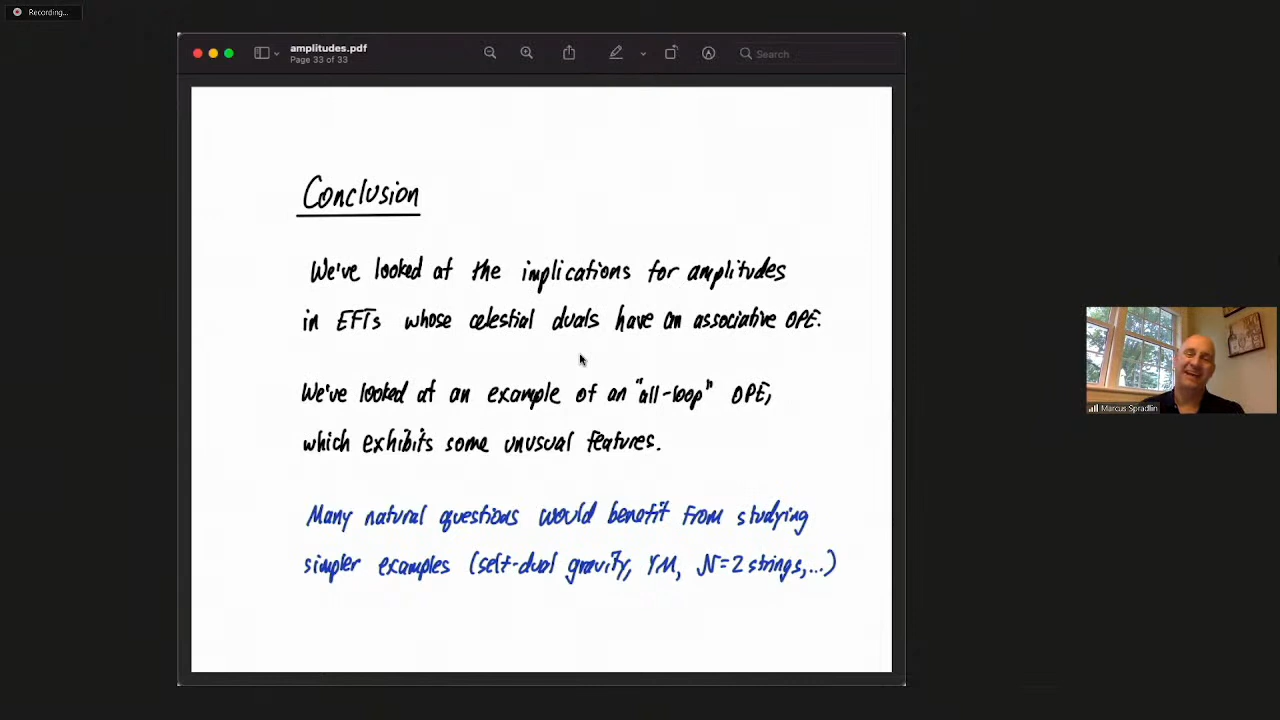 Recording...
amplitudes.pdf
Page 33 of 33
Search
Conclusion
We've looked at the implications for amplitudes
in EFTs whose celestial duals have an associative OPE.
We've looked at an example of an "all-loop" OPE,
which exhibits some unusual features.
Many natural questions would benefit from studying
simpler examples (self-dual gravity, YM, N=2 strings,...)
Marcus Spradlin